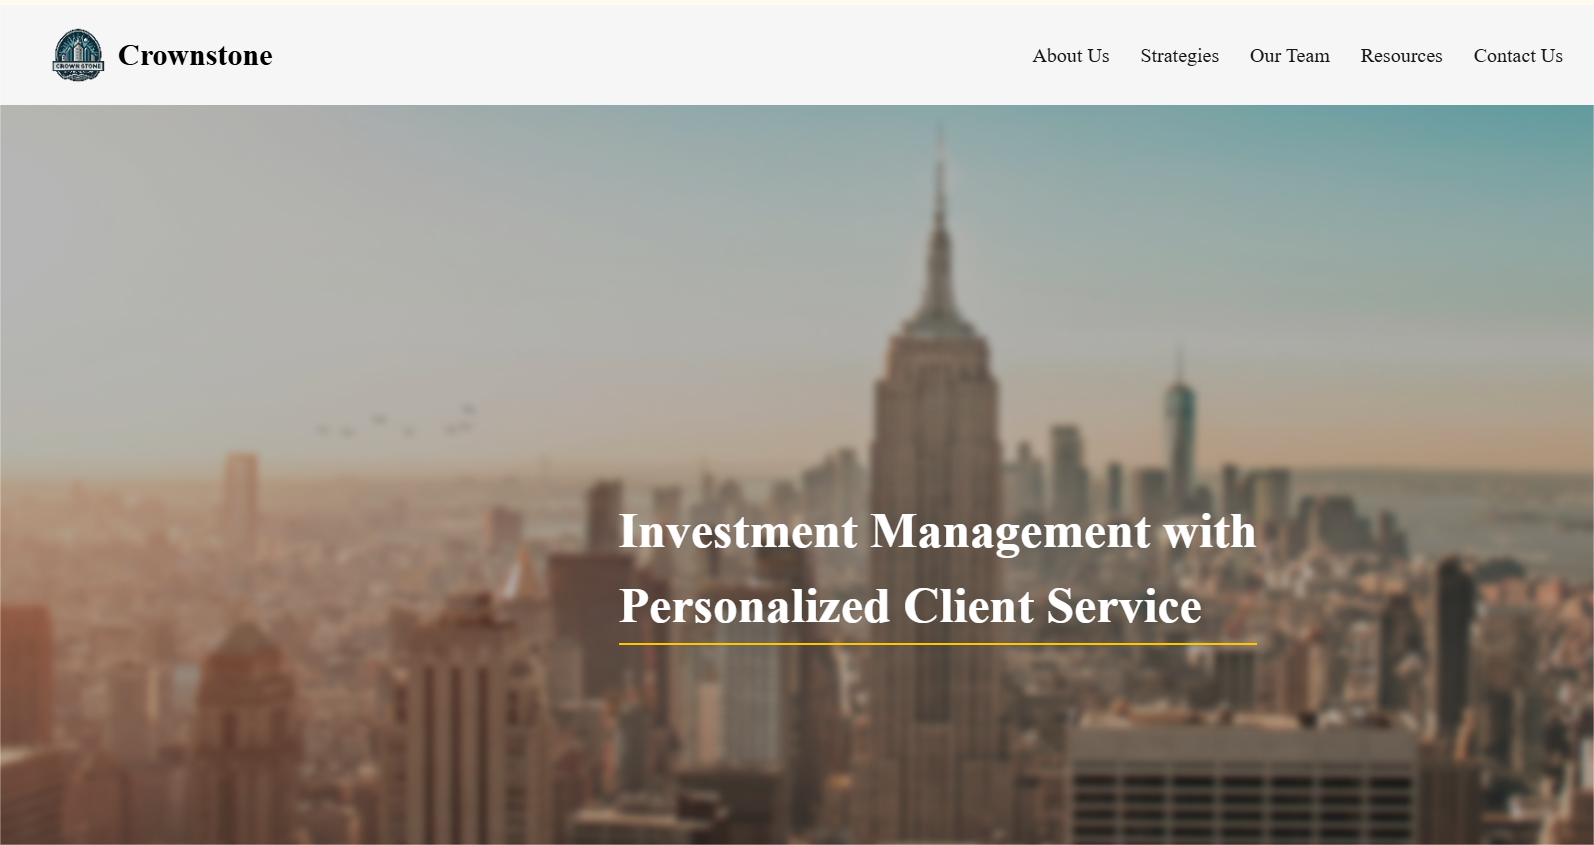 CROWN STONE
Crownstone
About Us
Strategies
Our Team
Resources
Contact Us
Investment Management with
Personalized Client Service